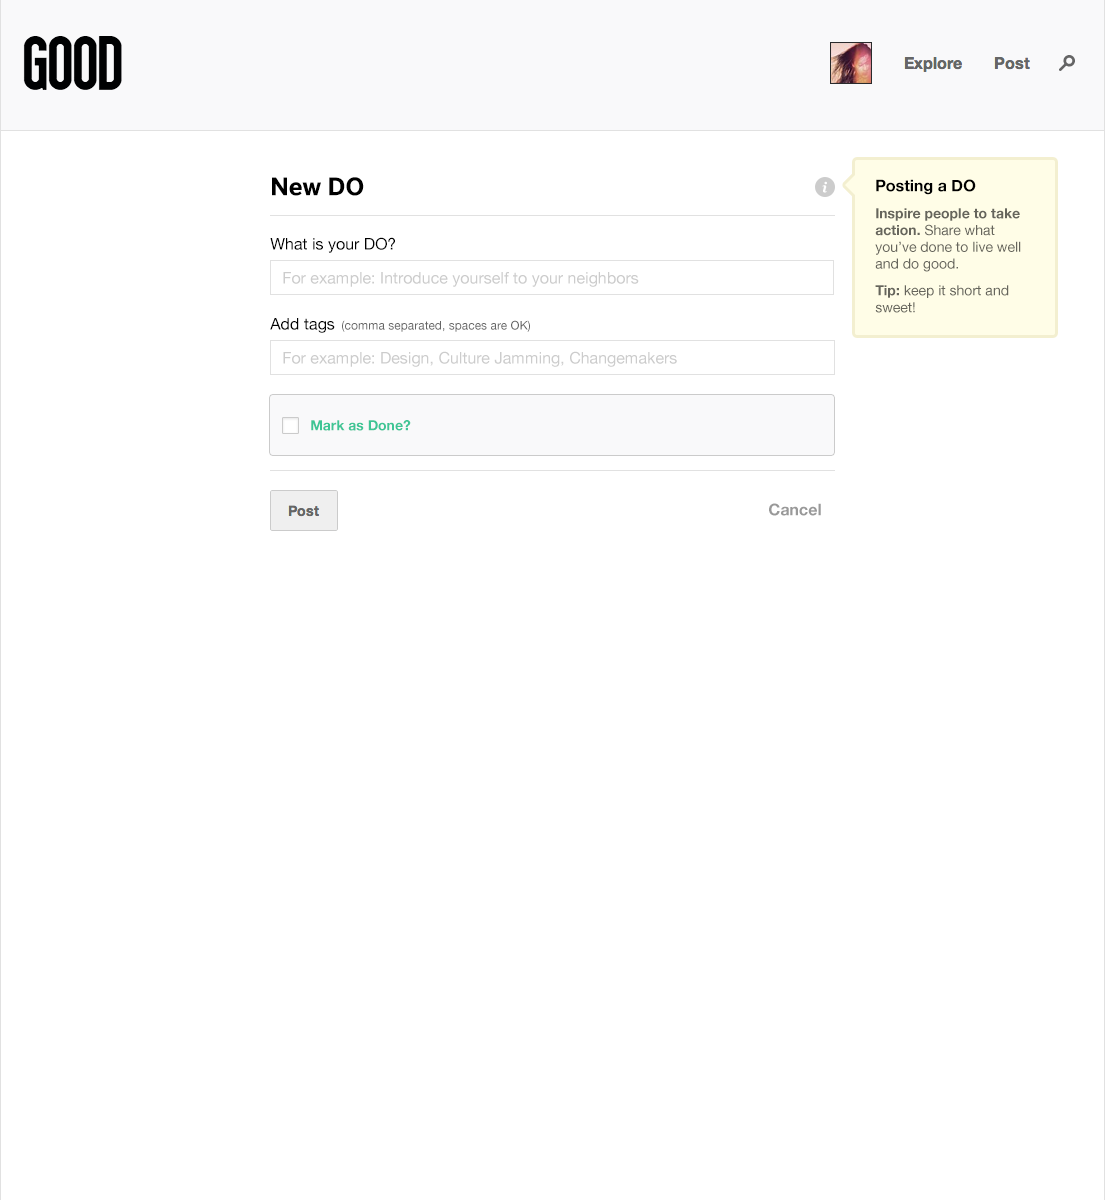 GOOD
Explore
Post
New DO
i
What is your DO?
For example: Introduce yourself to your neighbors
Add tags (comma separated, spaces are OK)
For example: Design, Culture Jamming, Changemakers
Mark as Done?
Post
Cancel
Posting a DO
Inspire people to take
action. Share what
you've done to live well
and do good.
Tip: keep it short and
sweet!